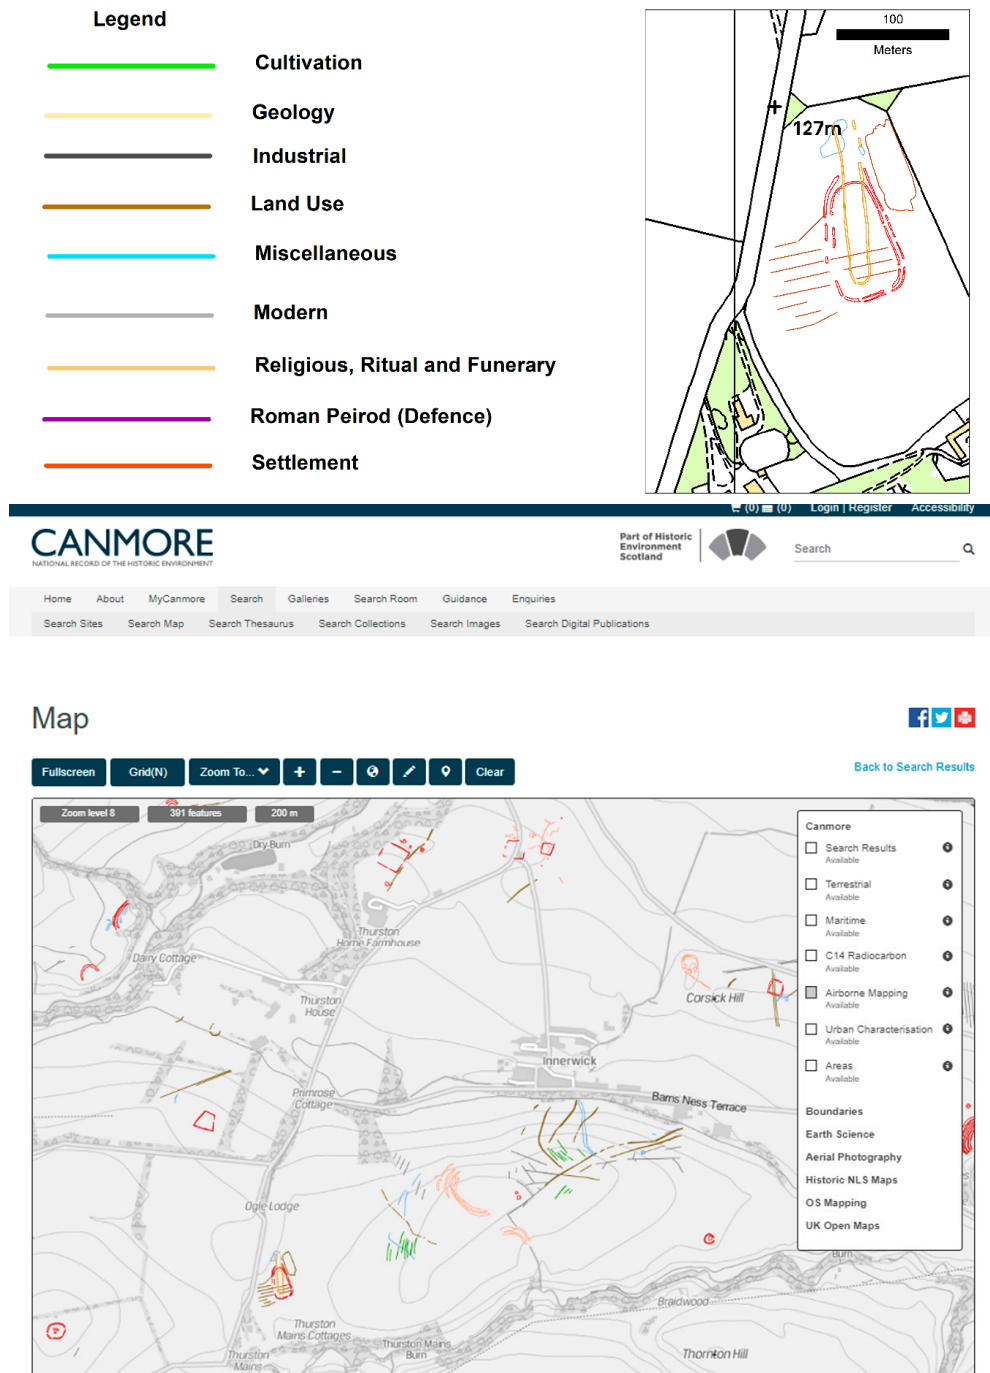 Legend
Cultivation
Geology
Industrial
Land Use
Miscellaneous
Modern
Religious, Ritual and Funerary
Roman Peirod (Defence)
Settlement
100
Meters
127m
Tk
(0) (0) Login | Register Accessibility
CANMORE
NATIONAL RECORD OF THE HISTORIC ENVIRONMENT
Part of Historic
Environment
Scotland
Search
Home About MyCanmore Search Galleries Search Room Guidance Enquiries
Search Sites Search Map Search Thesaurus Search Collections Search Images Search Digital Publications
Map
Fullscreen Grid(N) Zoom To... + − Clear
Back to Search Results
Zoom level 8 391 features 200 m
Dry Burn
Thurston
Home Farmhouse
Dairy Cottage
Thurston
House
Corsick Hill
Innerwick
Primrose
Cottage
Barns Ness Terrace
Ogle Lodge
Braidwood
Thurston
Mains Cottages
Thurston Mains
Burn
Thurston
Mains
Thornton Hill
Burn
Canmore
Search Results
Available
Terrestrial
Available
Maritime
Available
C14 Radiocarbon
Available
Airborne Mapping
Available
Urban Characterisation
Available
Areas
Available
Boundaries
Earth Science
Aerial Photography
Historic NLS Maps
OS Mapping
UK Open Maps